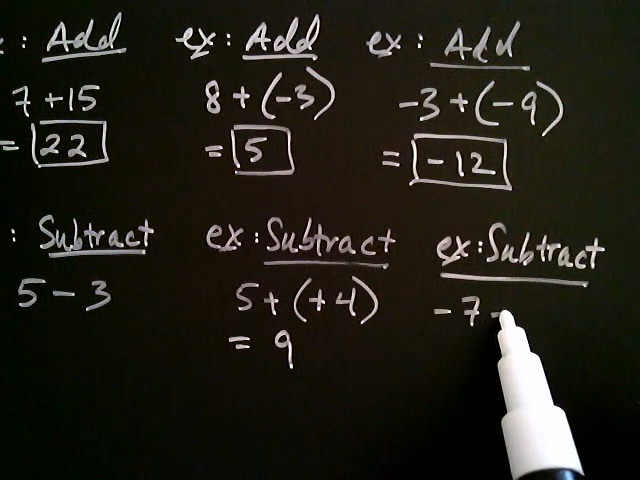 : Add
7 + 15
= 22
ex: Add
8 + (-3)
= 5
ex: Add
-3 + (-9)
= -12
: Subtract
5 - 3
ex: Subtract
5 + (+4)
= 9
ex: Subtract
-7 -